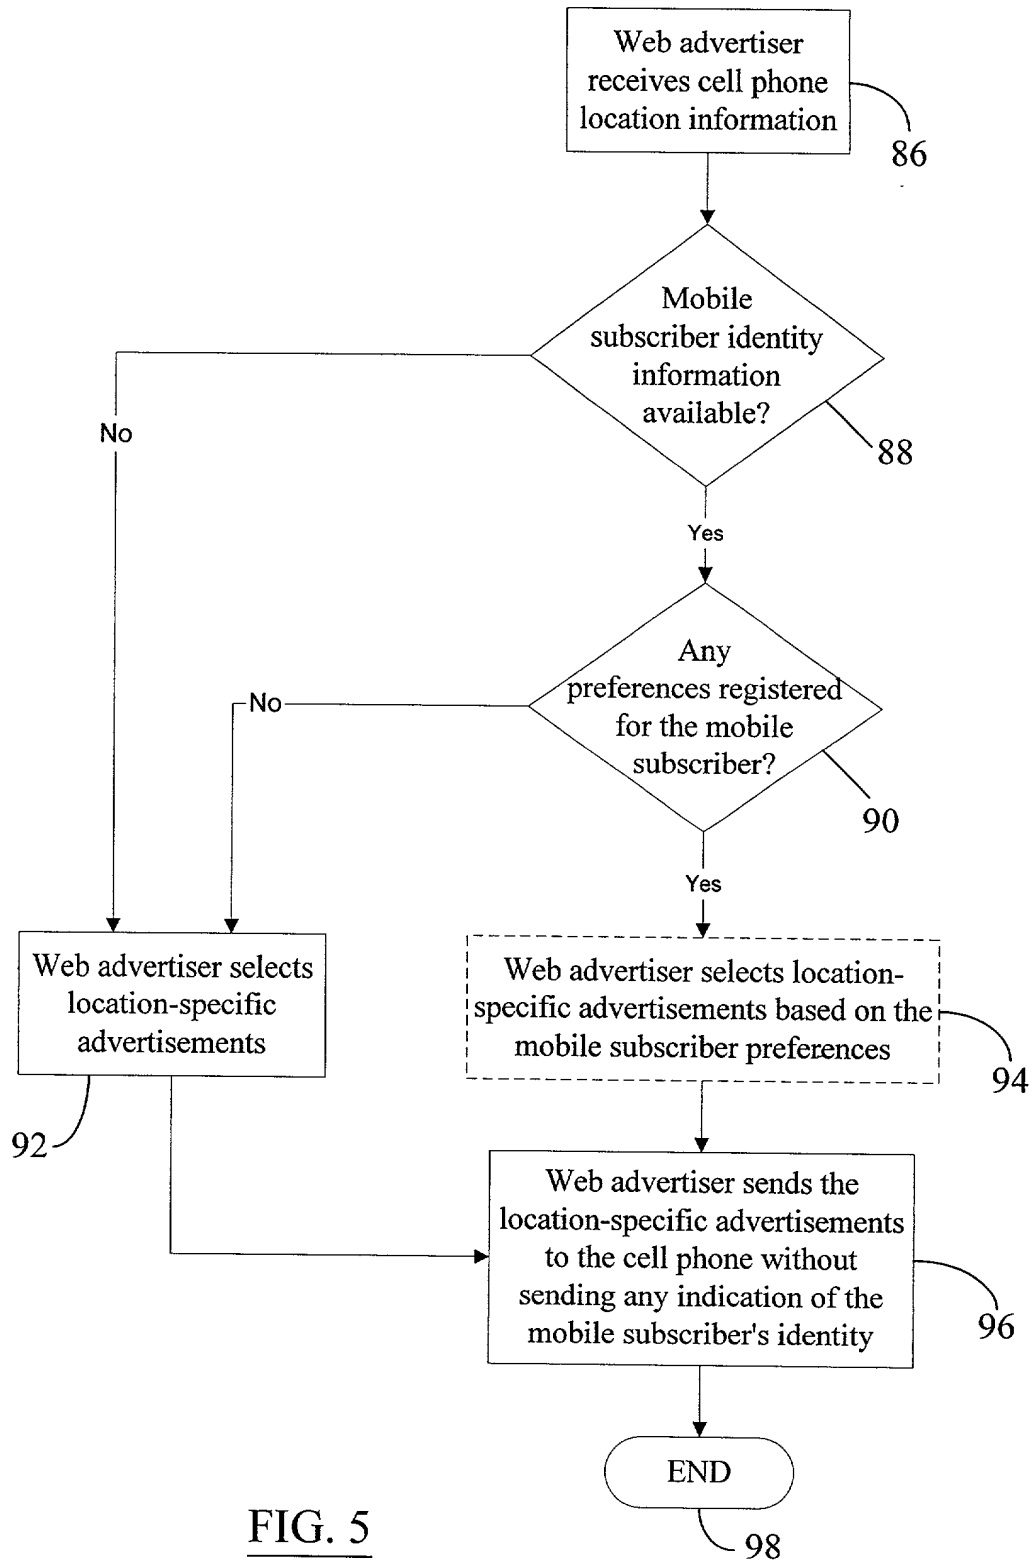 Web advertiser
receives cell phone
location information
86
Mobile
subscriber identity
information
available?
88
No
Yes
Any
preferences registered
for the mobile
subscriber?
90
No
Yes
Web advertiser selects
location-specific
advertisements
92
Web advertiser selects location-
specific advertisements based on the
mobile subscriber preferences
94
Web advertiser sends the
location-specific advertisements
to the cell phone without
sending any indication of the
mobile subscriber's identity
96
END
98
FIG. 5